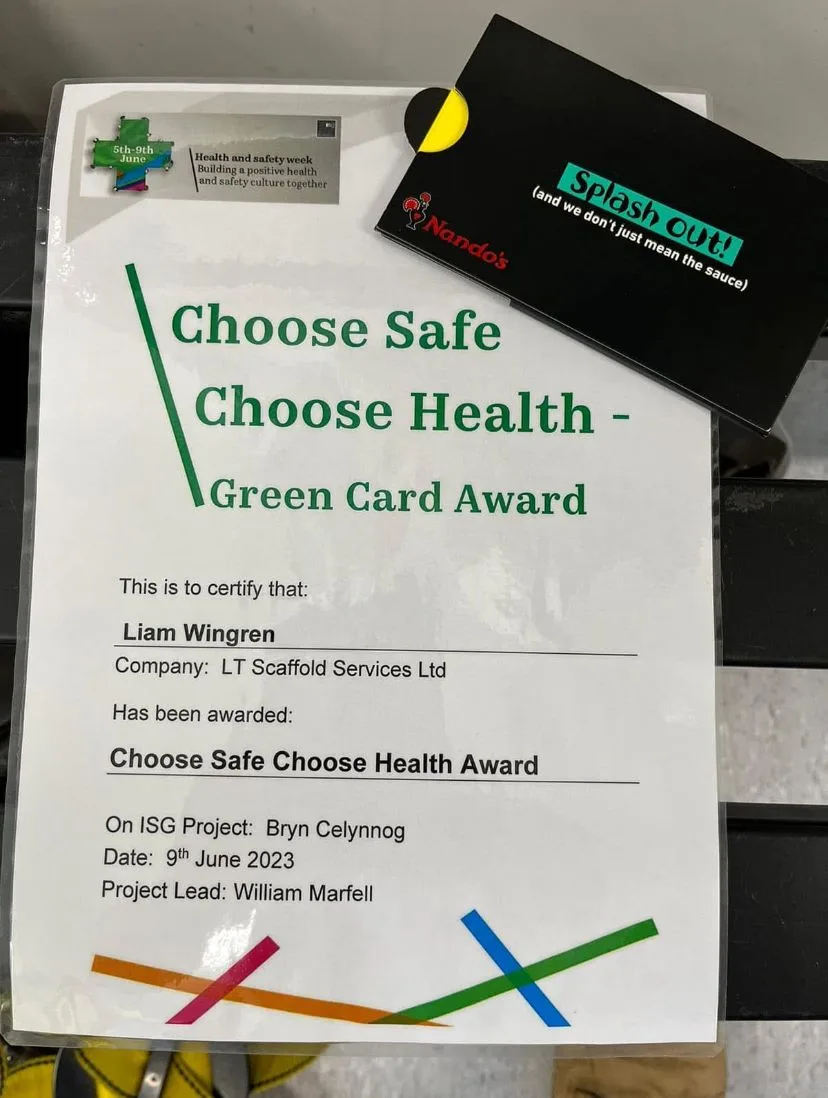 5th-9th
June
Health and safety week
Building a positive health
and safety culture together
Nando's
Splash out!
(and we don't just mean the sauce)
Choose Safe
Choose Health -
Green Card Award
This is to certify that:
Liam Wingren
Company: LT Scaffold Services Ltd
Has been awarded:
Choose Safe Choose Health Award
On ISG Project: Bryn Celynnog
Date: 9th June 2023
Project Lead: William Marfell